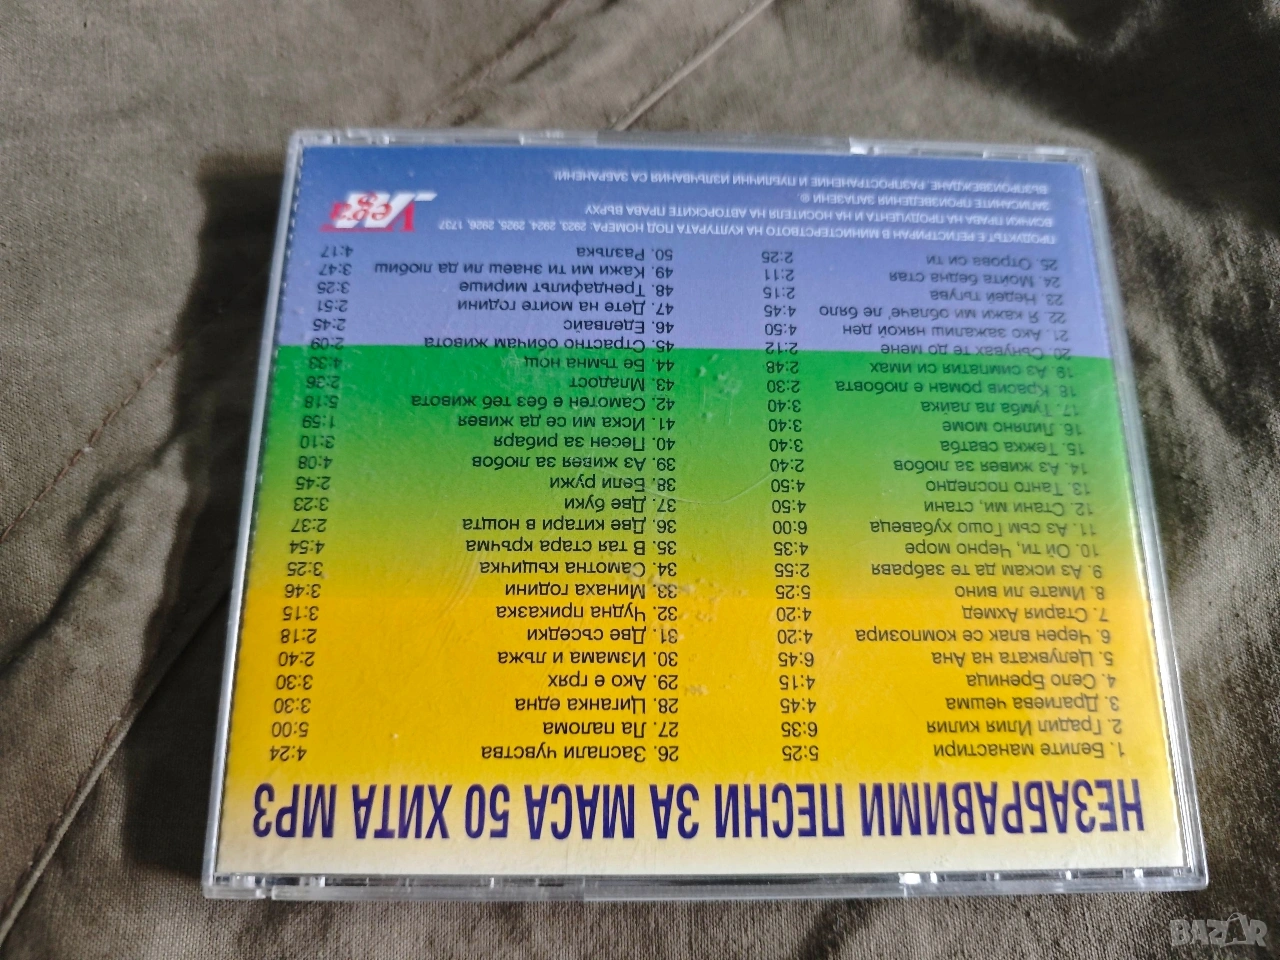 НЕЗАБРАВИМИ ПЕСНИ ЗА МАСА 50 ХИТА MP3
1. Белите манастири 5:25
2. Градил Илия килия 6:35
3. Драгиева чешма 4:45
4. Село Бреница 4:15
5. Целувката на Ана 6:45
6. Черен влак се композира 4:20
7. Стария Ахмед 4:20
8. Имате ли вино 5:25
9. Аз искам да те забравя 2:55
10. Ой ти, Черно море 4:35
11. Аз съм Гошо хубавеца 6:00
12. Стани ми, стани 4:50
13. Танго последно 4:50
14. Аз живея за любов 2:40
15. Тежка сватба 3:40
16. Лиляно моме 3:40
17. Тумба ла лайка 3:40
18. Красив роман е любовта 2:30
19. Аз симпатия си имах 2:48
20. Сънувах те до мене 2:12
21. Ако зажалиш някой ден 4:50
22. Я кажи ми облаче, ле бяло 4:45
23. Недей тъгува 2:15
24. Мойта бедна стая 2:11
25. Отрова си ти 2:25
26. Заспали чувства 4:24
27. Ла палома 5:00
28. Циганка една 3:30
29. Ако е грях 3:30
30. Измама и лъжа 2:40
31. Две съседки 2:18
32. Чудна приказка 3:15
33. Минаха години 3:46
34. Самотна къщичка 3:25
35. В тая стара кръчма 4:54
36. Две китари в нощта 2:37
37. Две буки 3:23
38. Бели ружи 2:45
39. Аз живея за любов 4:08
40. Песен за рибаря 3:10
41. Иска ми се да живея 1:59
42. Самотен е без теб живота 5:18
43. Младост 2:36
44. Бе тъмна нощ 4:39
45. Страстно обичам живота 2:09
46. Еделвайс 2:45
47. Дете на моите години 2:51
48. Трендафилът мирише 3:25
49. Кажи ми ти знаеш ли да любиш 3:47
50. Разлъка 4:17
ПРОДУКТЪТ Е РЕГИСТРИРАН В МИНИСТЕРСТВОТО НА КУЛТУРАТА ПОД НОМЕРА: 2923, 2924, 2925, 2926, 1737
ВСИЧКИ ПРАВА НА ПРОДУЦЕНТА И НА НОСИТЕЛЯ НА АВТОРСКИТЕ ПРАВА ВЪРХУ
ЗАПИСАНИТЕ ПРОИЗВЕДЕНИЯ ЗАПАЗЕНИ ®
ВЪЗПРОИЗВЕЖДАНЕ, РАЗПРОСТРАНЕНИЕ И ПУБЛИЧНИ ИЗЛЪЧВАНИЯ СА ЗАБРАНЕНИ!
BAZAR